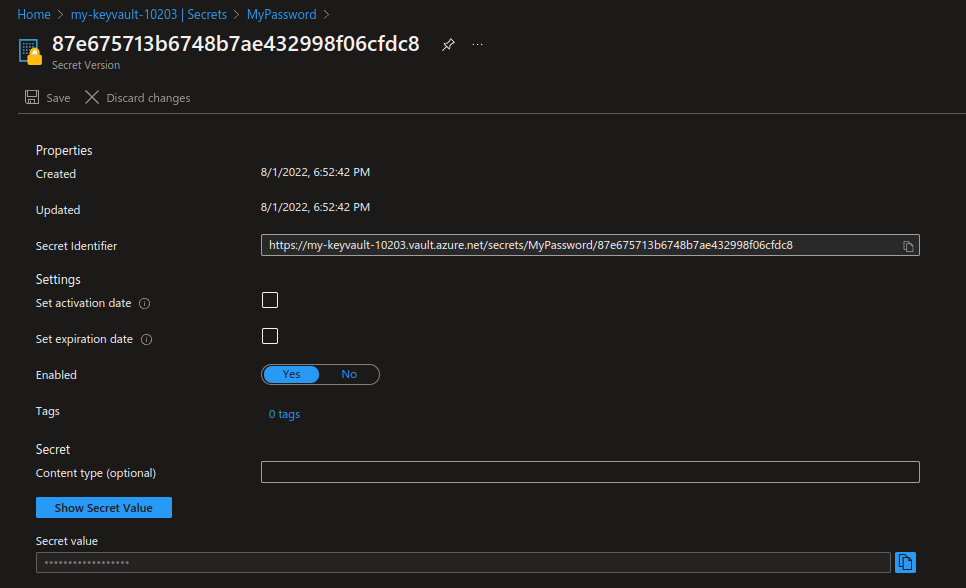 Home > my-keyvault-10203 | Secrets > MyPassword >
87e675713b6748b7ae432998f06cfdc8
Secret Version
Save Discard changes
Properties
Created 8/1/2022, 6:52:42 PM
Updated 8/1/2022, 6:52:42 PM
Secret Identifier https://my-keyvault-10203.vault.azure.net/secrets/MyPassword/87e675713b6748b7ae432998f06cfdc8
Settings
Set activation date
Set expiration date
Enabled Yes No
Tags 0 tags
Secret
Content type (optional)
Show Secret Value
Secret value
••••••••••••••••••